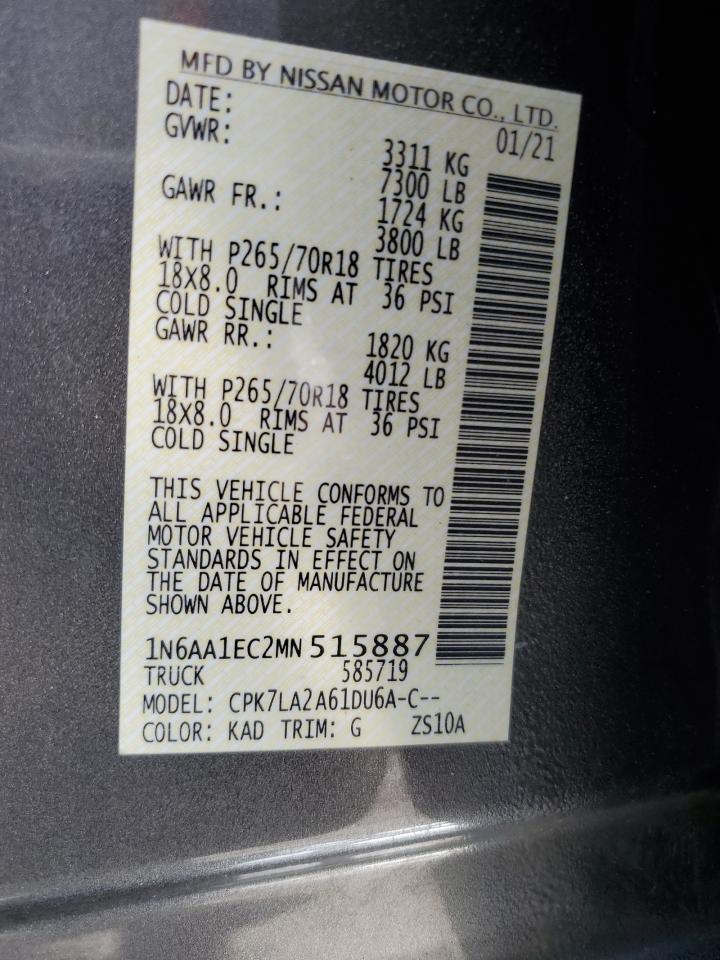 MFD BY NISSAN MOTOR CO., LTD.
DATE: 01/21
GVWR: 3311 KG
7300 LB
GAWR FR.: 1724 KG
3800 LB
WITH P265/70R18 TIRES
18X8.0 RIMS AT 36 PSI
COLD SINGLE
GAWR RR.: 1820 KG
4012 LB
WITH P265/70R18 TIRES
18X8.0 RIMS AT 36 PSI
COLD SINGLE
THIS VEHICLE CONFORMS TO
ALL APPLICABLE FEDERAL
MOTOR VEHICLE SAFETY
STANDARDS IN EFFECT ON
THE DATE OF MANUFACTURE
SHOWN ABOVE.
1N6AA1EC2MN515887
TRUCK 585719
MODEL: CPK7LA2A61DU6A-C--
COLOR: KAD TRIM: G ZS10A